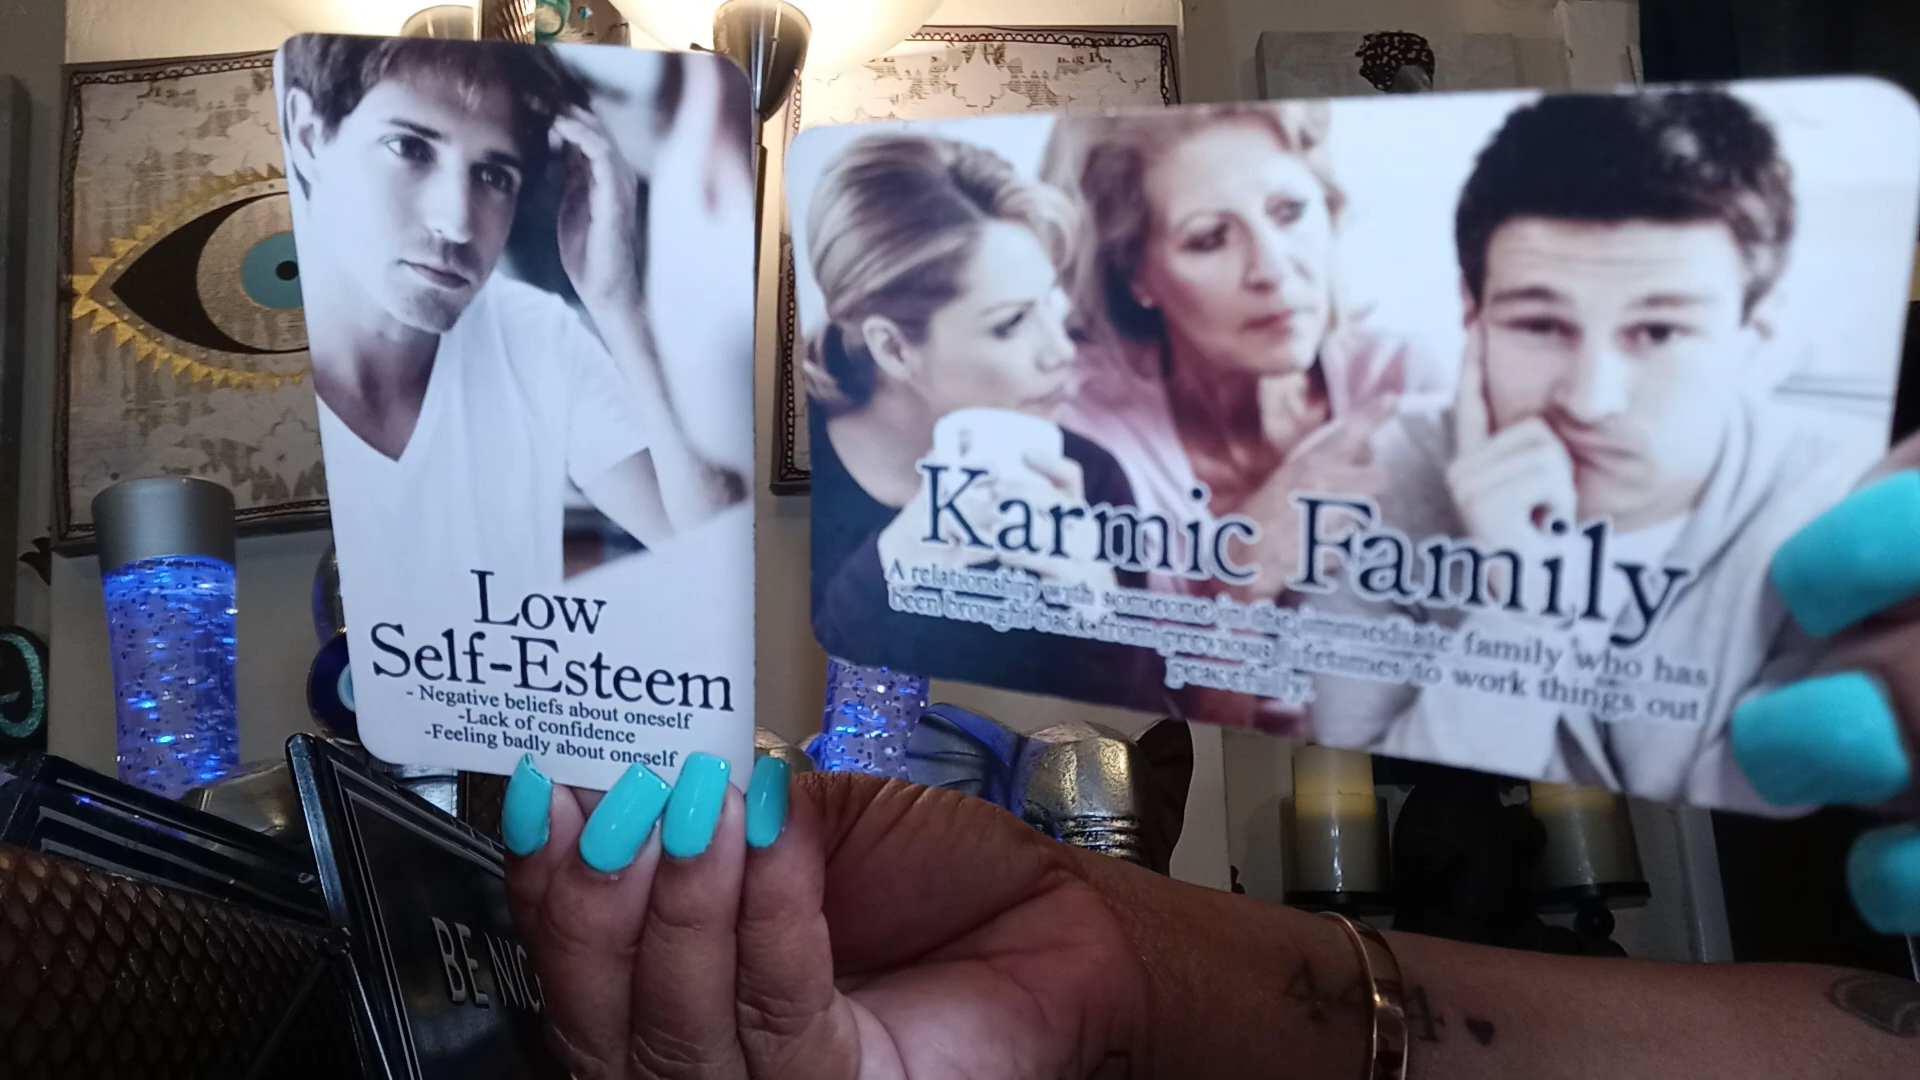 Low
Self-Esteem
- Negative beliefs about oneself
-Lack of confidence
-Feeling badly about oneself
Karmic Family
A relationship with someone in the immediate family who has
been brought back from previous lifetimes to work things out
peacefully.
BE NIC
444